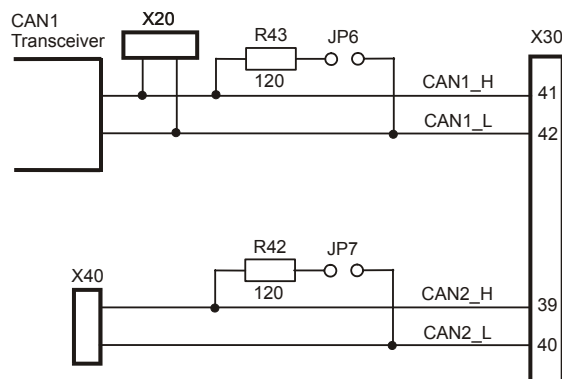 CAN1
Transceiver
X20
R43
JP6
X30
120
CAN1_H
41
CAN1_L
42
R42
JP7
X40
120
CAN2_H
39
CAN2_L
40